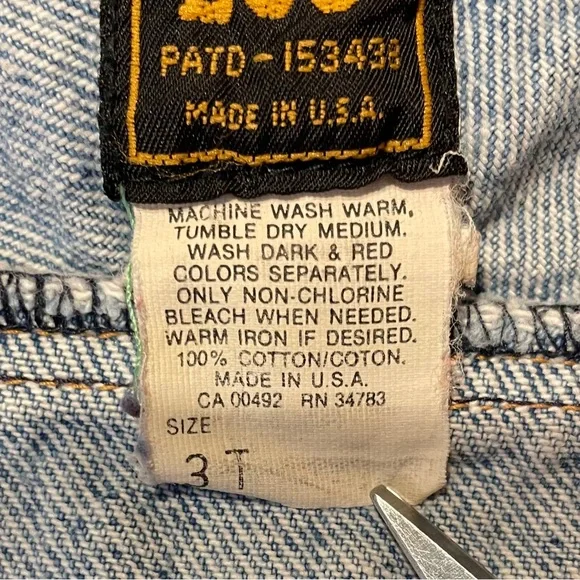 PATD-153438
MADE IN U.S.A.
MACHINE WASH WARM,
TUMBLE DRY MEDIUM.
WASH DARK & RED
COLORS SEPARATELY.
ONLY NON-CHLORINE
BLEACH WHEN NEEDED.
WARM IRON IF DESIRED.
100% COTTON/COTON.
MADE IN U.S.A.
CA 00492 RN 34783
SIZE
3T